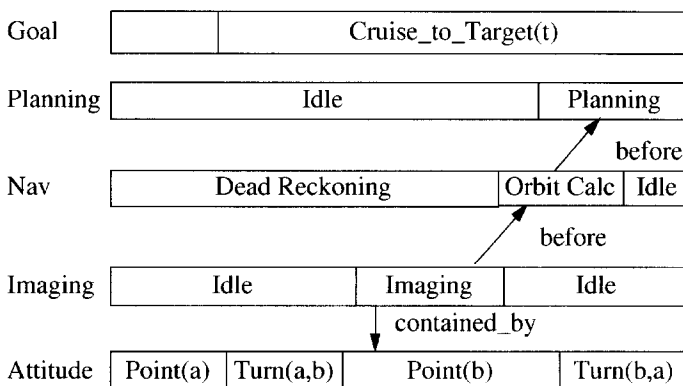 Goal Cruise_to_Target(t)
Planning Idle Planning
before
Nav Dead Reckoning Orbit Calc Idle
before
Imaging Idle Imaging Idle
contained_by
Attitude Point(a) Turn(a,b) Point(b) Turn(b,a)